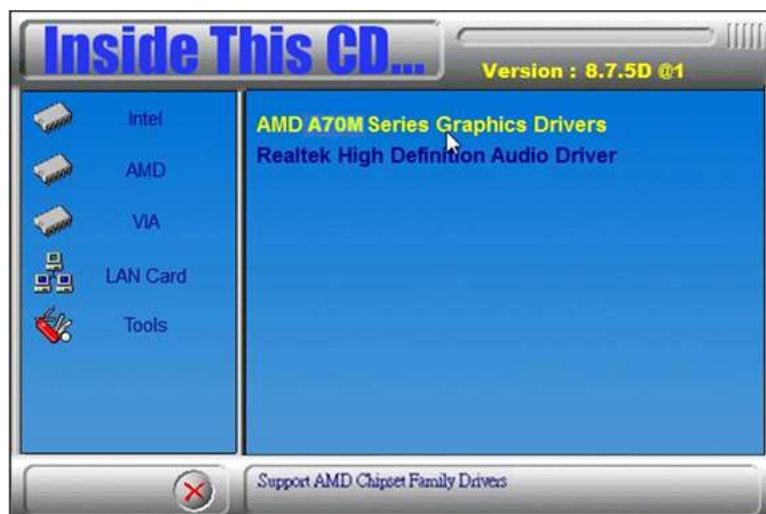 Inside This CD...
Version : 8.7.5D @1
Intel
AMD
VIA
LAN Card
Tools
AMD A70M Series Graphics Drivers
Realtek High Definition Audio Driver
Support AMD Chipset Family Drivers